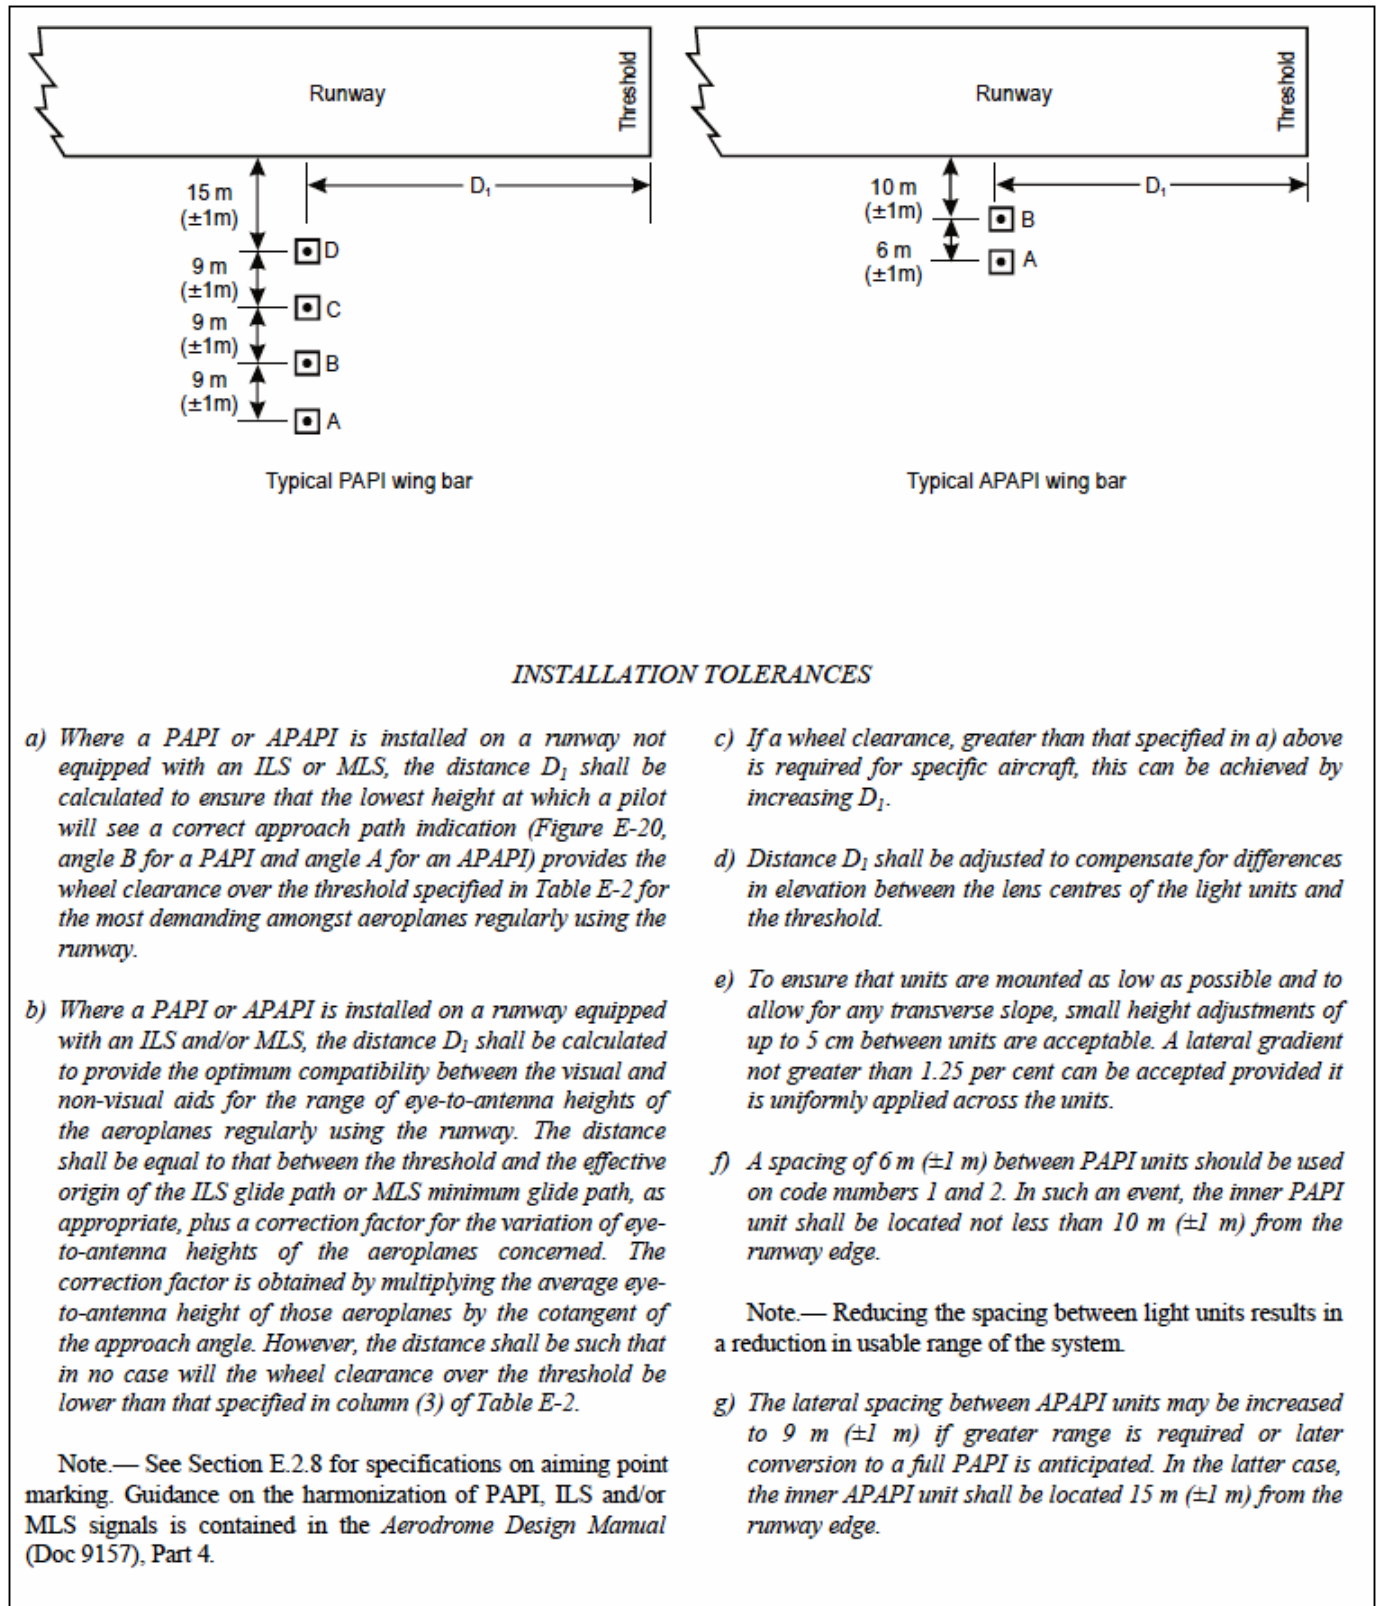 Runway
Threshold
15 m
(±1m)
D₁
D
9 m
(±1m)
C
9 m
(±1m)
B
9 m
(±1m)
A
Typical PAPI wing bar
Runway
Threshold
10 m
(±1m)
D₁
B
6 m
(±1m)
A
Typical APAPI wing bar
INSTALLATION TOLERANCES
a) Where a PAPI or APAPI is installed on a runway not
equipped with an ILS or MLS, the distance D₁ shall be
calculated to ensure that the lowest height at which a pilot
will see a correct approach path indication (Figure E-20,
angle B for a PAPI and angle A for an APAPI) provides the
wheel clearance over the threshold specified in Table E-2 for
the most demanding amongst aeroplanes regularly using the
runway.
b) Where a PAPI or APAPI is installed on a runway equipped
with an ILS and/or MLS, the distance D₁ shall be calculated
to provide the optimum compatibility between the visual and
non-visual aids for the range of eye-to-antenna heights of
the aeroplanes regularly using the runway. The distance
shall be equal to that between the threshold and the effective
origin of the ILS glide path or MLS minimum glide path, as
appropriate, plus a correction factor for the variation of eye-
to-antenna heights of the aeroplanes concerned. The
correction factor is obtained by multiplying the average eye-
to-antenna height of those aeroplanes by the cotangent of
the approach angle. However, the distance shall be such that
in no case will the wheel clearance over the threshold be
lower than that specified in column (3) of Table E-2.
Note.— See Section E.2.8 for specifications on aiming point
marking. Guidance on the harmonization of PAPI, ILS and/or
MLS signals is contained in the Aerodrome Design Manual
(Doc 9157), Part 4.
c) If a wheel clearance, greater than that specified in a) above
is required for specific aircraft, this can be achieved by
increasing D₁.
d) Distance D₁ shall be adjusted to compensate for differences
in elevation between the lens centres of the light units and
the threshold.
e) To ensure that units are mounted as low as possible and to
allow for any transverse slope, small height adjustments of
up to 5 cm between units are acceptable. A lateral gradient
not greater than 1.25 per cent can be accepted provided it
is uniformly applied across the units.
f) A spacing of 6 m (±1 m) between PAPI units should be used
on code numbers 1 and 2. In such an event, the inner PAPI
unit shall be located not less than 10 m (±1 m) from the
runway edge.
Note.— Reducing the spacing between light units results in
a reduction in usable range of the system.
g) The lateral spacing between APAPI units may be increased
to 9 m (±1 m) if greater range is required or later
conversion to a full PAPI is anticipated. In the latter case,
the inner APAPI unit shall be located 15 m (±1 m) from the
runway edge.